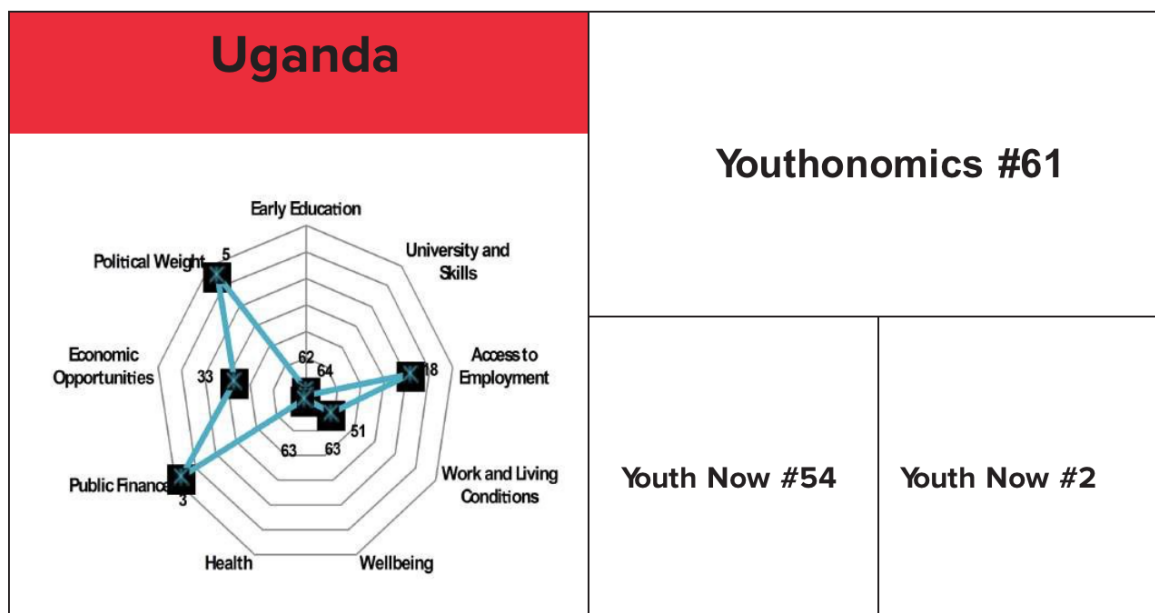 Uganda
Youthonomics #61
Early Education
5
Political Weight
University and
Skills
62
64
Economic
Opportunities
33
18
Access to
Employment
51
63
63
Work and Living
Conditions
Public Finance
3
Health
Wellbeing
Youth Now #54
Youth Now #2